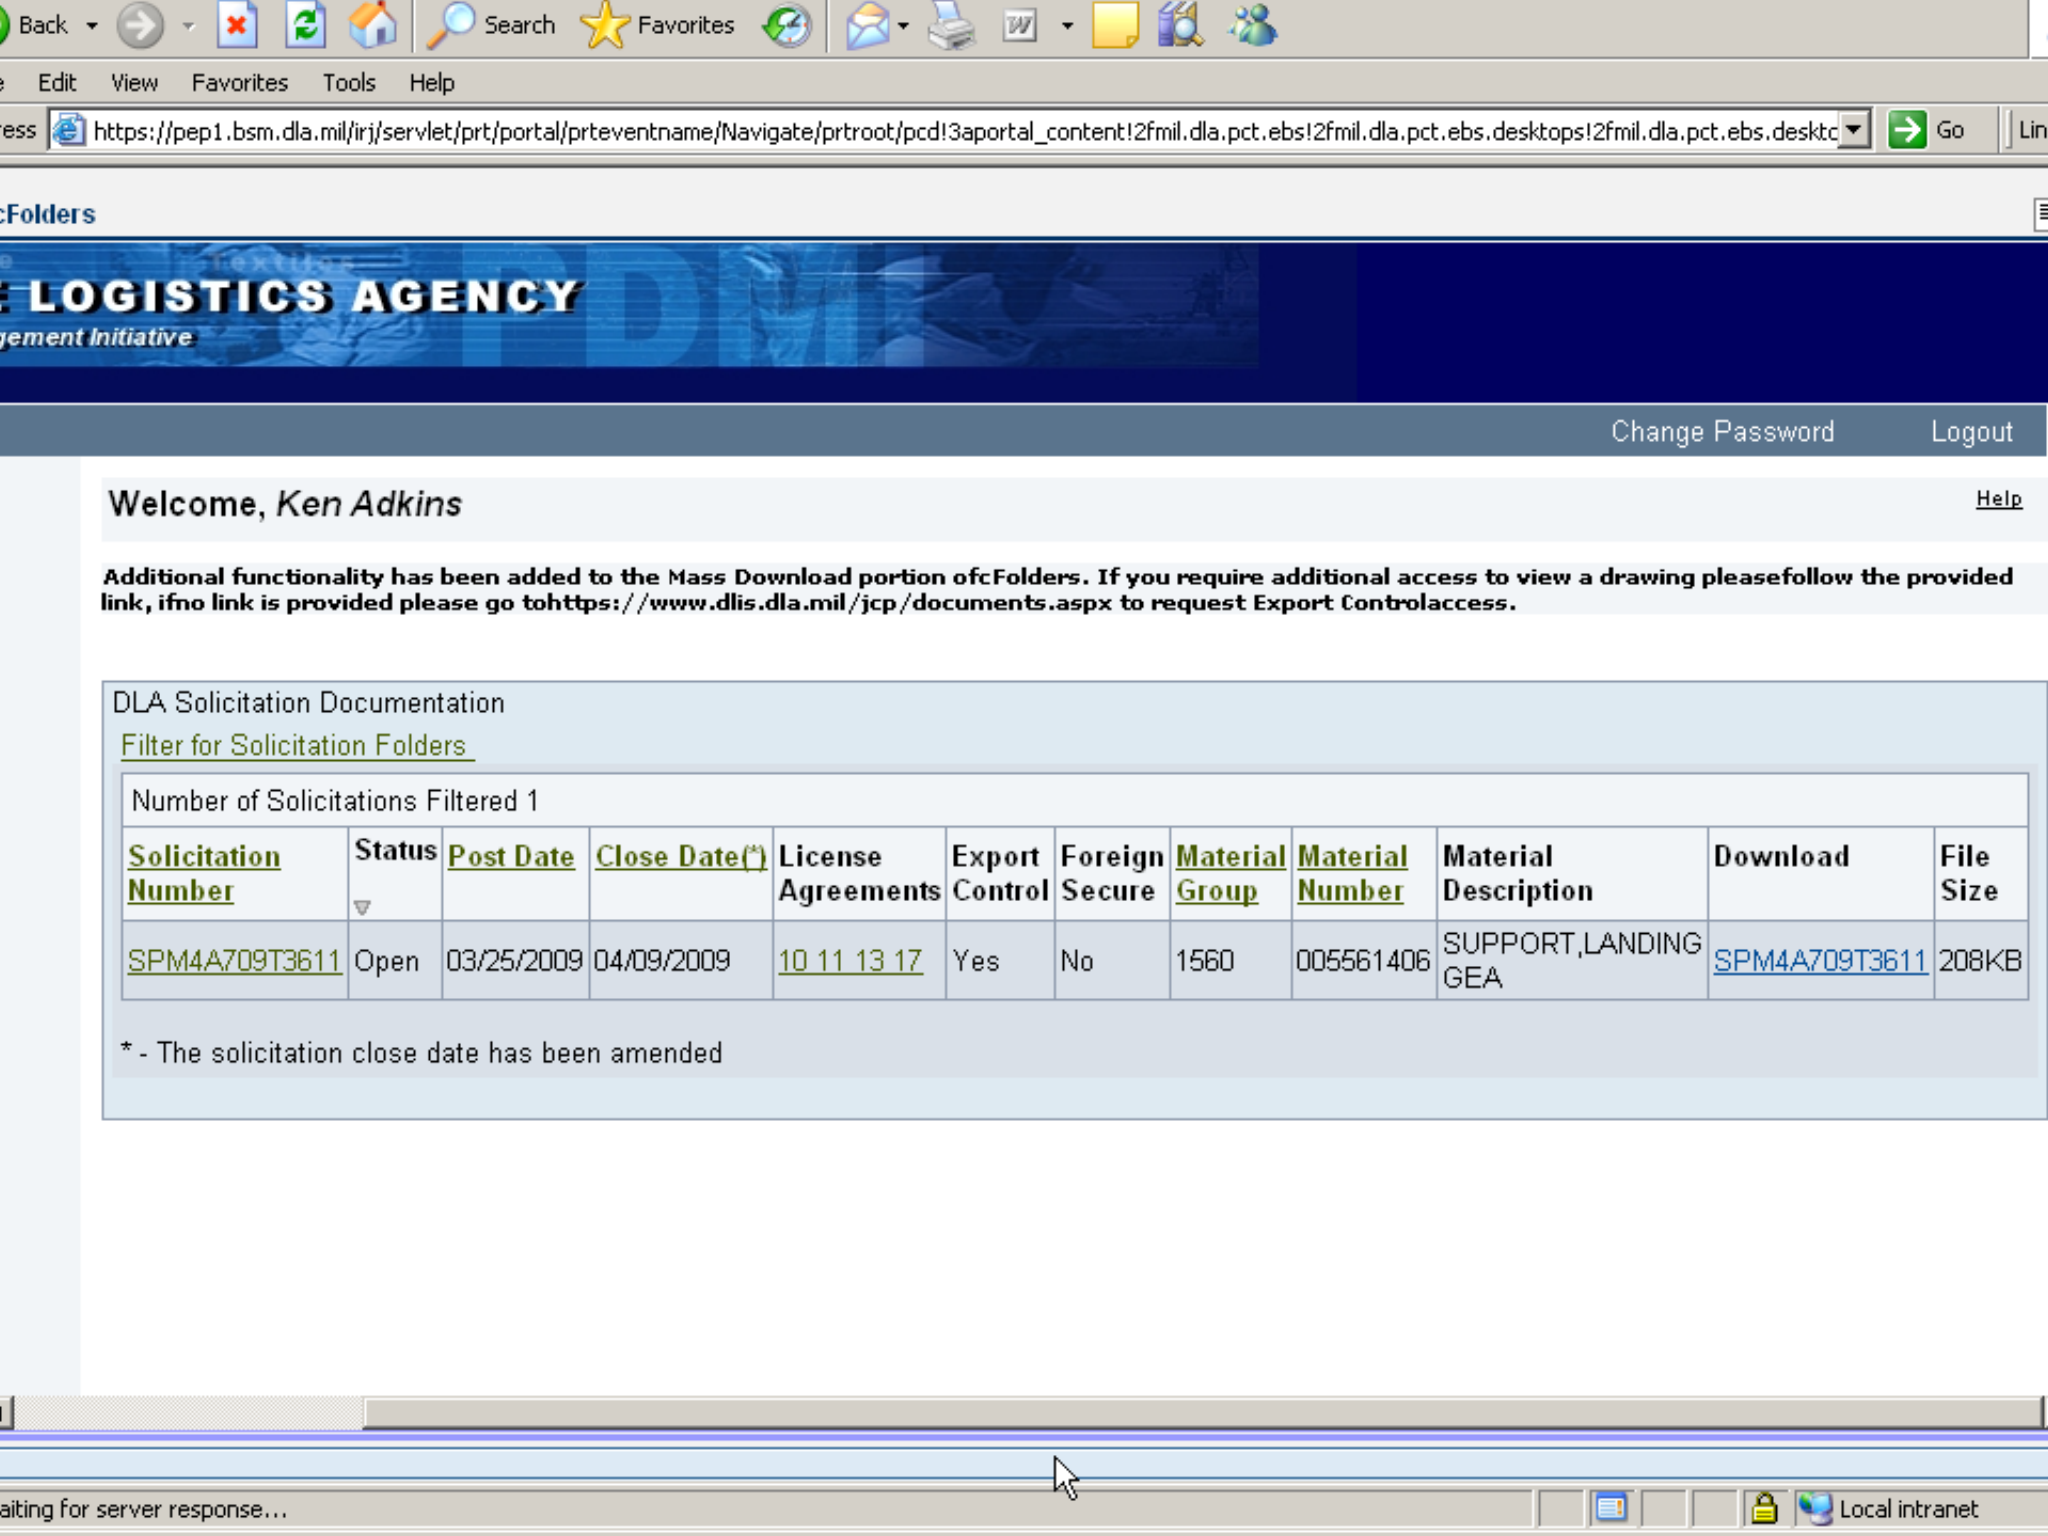 Back Search Favorites
Edit View Favorites Tools Help
ess https://pep1.bsm.dla.mil/irj/servlet/prt/portal/prteventname/Navigate/prtroot/pcd!3aportal_content!2fmil.dla.pct.ebs!2fmil.dla.pct.ebs.desktops!2fmil.dla.pct.ebs.deskto Go Lin
cFolders
Textiles
LOGISTICS AGENCY
PDMI
gement Initiative
Change Password Logout
Welcome, Ken Adkins Help
Additional functionality has been added to the Mass Download portion ofcFolders. If you require additional access to view a drawing pleasefollow the provided
link, ifno link is provided please go tohttps://www.dlis.dla.mil/jcp/documents.aspx to request Export Controlaccess.
DLA Solicitation Documentation
Filter for Solicitation Folders
Number of Solicitations Filtered 1
Solicitation Number Status Post Date Close Date(*) License Agreements Export Control Foreign Secure Material Group Material Number Material Description Download File Size
SPM4A709T3611 Open 03/25/2009 04/09/2009 10 11 13 17 Yes No 1560 005561406 SUPPORT,LANDING GEA SPM4A709T3611 208KB
* - The solicitation close date has been amended
aiting for server response... Local intranet